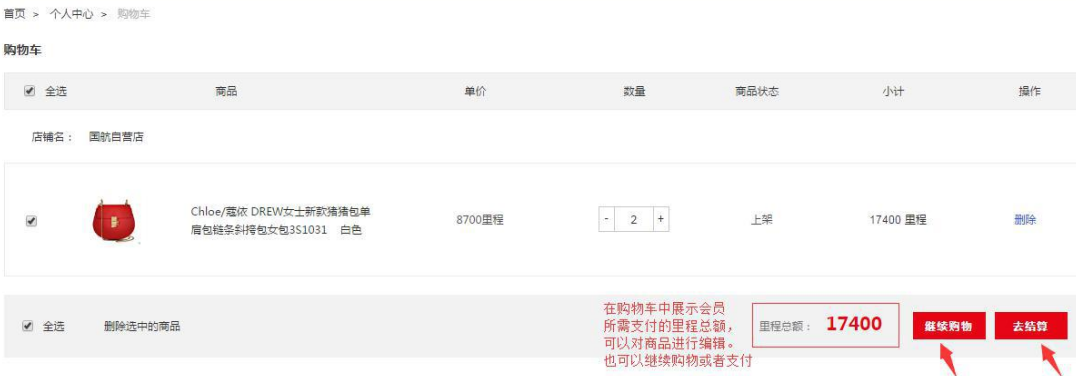 首页 > 个人中心 > 购物车
购物车
全选 商品 单价 数量 商品状态 小计 操作
店铺名： 国航自营店
Chloe/蔻依 DREW女士新款猪猪包单
肩包链条斜挎包女包3S1031 白色
8700里程 - 2 + 上架 17400 里程 删除
全选 删除选中的商品
在购物车中展示会员
所需支付的里程总额，
可以对商品进行编辑。
也可以继续购物或者支付
里程总额： 17400 继续购物 去结算